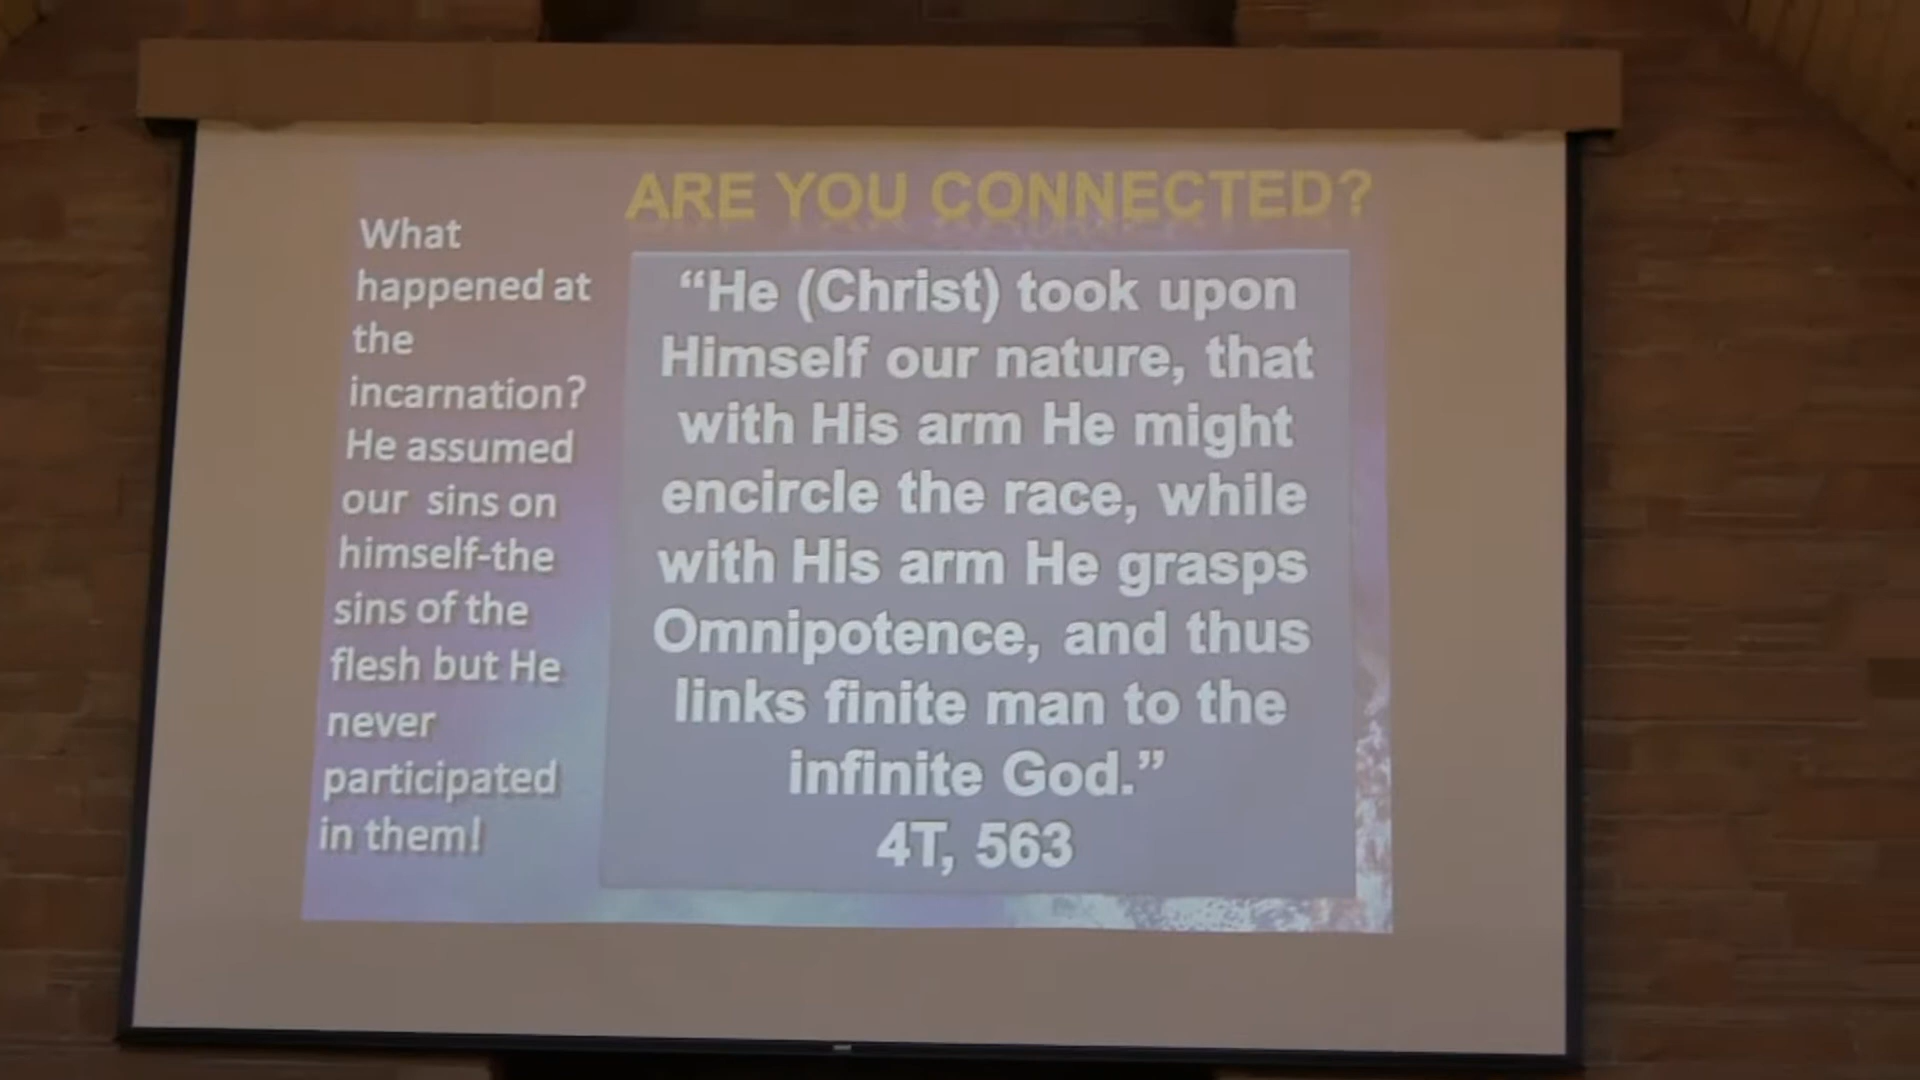 ARE YOU CONNECTED?
What
happened at
the
incarnation?
He assumed
our sins on
himself-the
sins of the
flesh but He
never
participated
in them!
“He (Christ) took upon
Himself our nature, that
with His arm He might
encircle the race, while
with His arm He grasps
Omnipotence, and thus
links finite man to the
infinite God.”
4T, 563